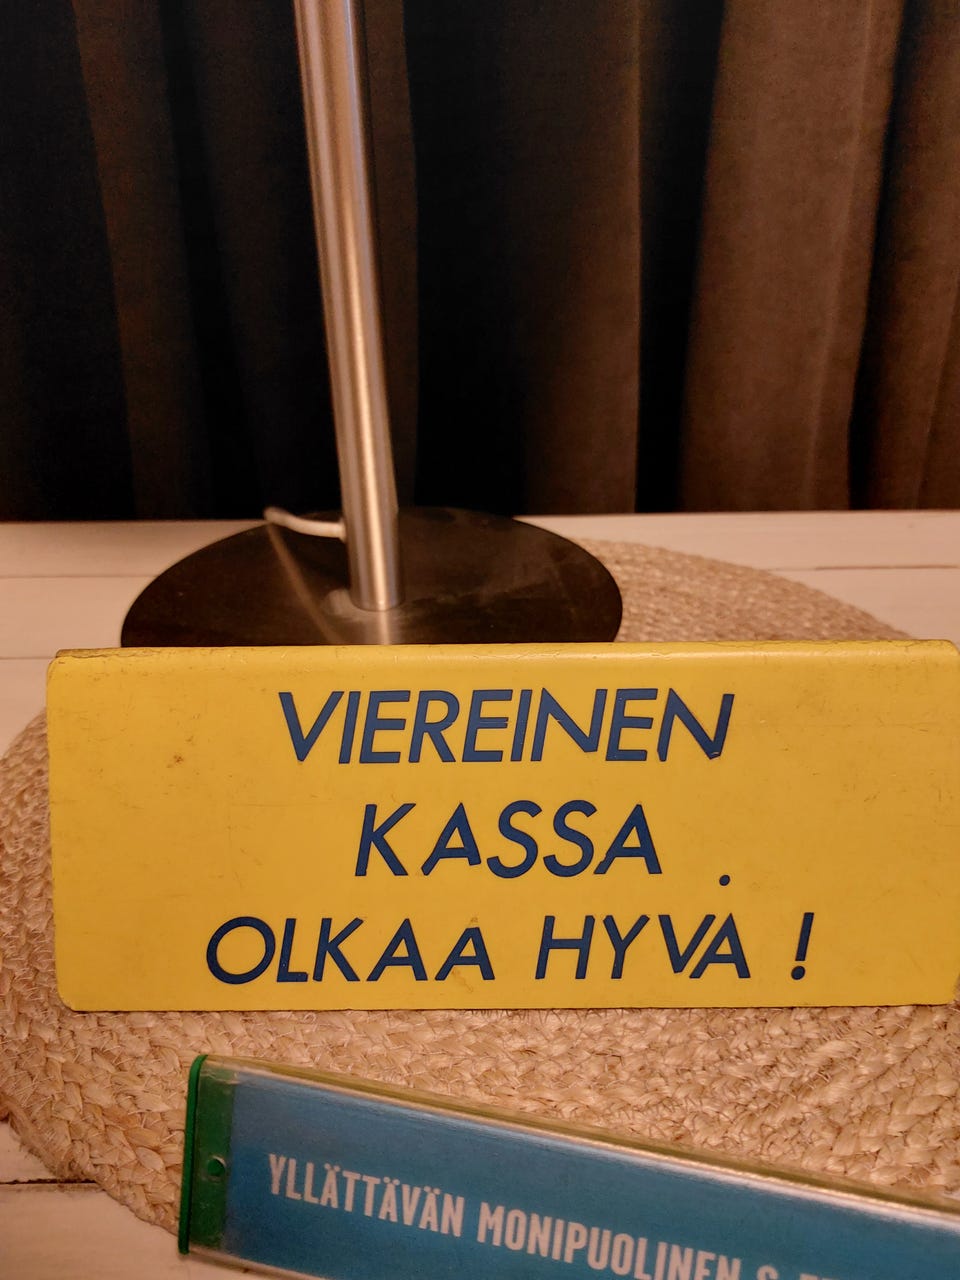 VIEREINEN
KASSA
OLKAA HYVÄ !
YLLÄTTÄVÄN MONIPUOLINEN